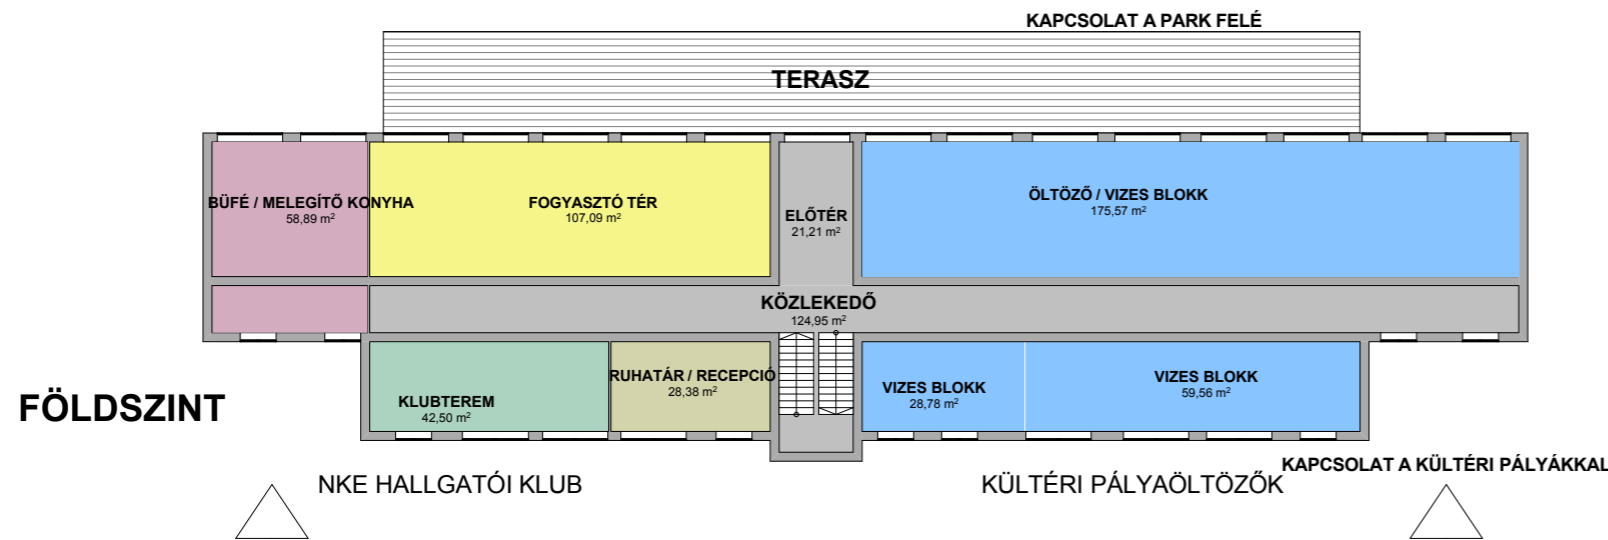 KAPCSOLAT A PARK FELÉ
TERASZ
BÜFÉ / MELEGÍTŐ KONYHA
58,89 m²
FOGYASZTÓ TÉR
107,09 m²
ELŐTÉR
21,21 m²
ÖLTÖZŐ / VIZES BLOKK
175,57 m²
KÖZLEKEDŐ
124,95 m²
KLUBTEREM
42,50 m²
RUHATÁR / RECEPCIÓ
28,38 m²
VIZES BLOKK
28,78 m²
VIZES BLOKK
59,56 m²
FÖLDSZINT
NKE HALLGATÓI KLUB
KÜLTÉRI PÁLYAÖLTÖZŐK
KAPCSOLAT A KÜLTÉRI PÁLYÁKKAL